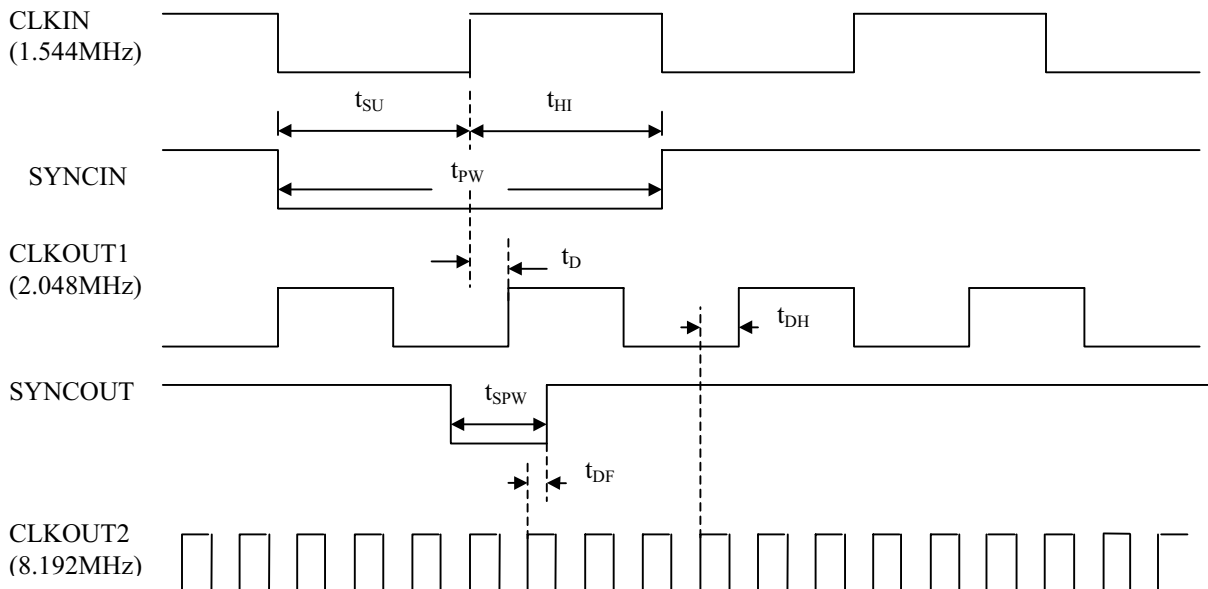 CLKIN
(1.544MHz)
tSU
tHI
SYNCIN
tPW
CLKOUT1
(2.048MHz)
tD
tDH
SYNCOUT
tSPW
tDF
CLKOUT2
(8.192MHz)